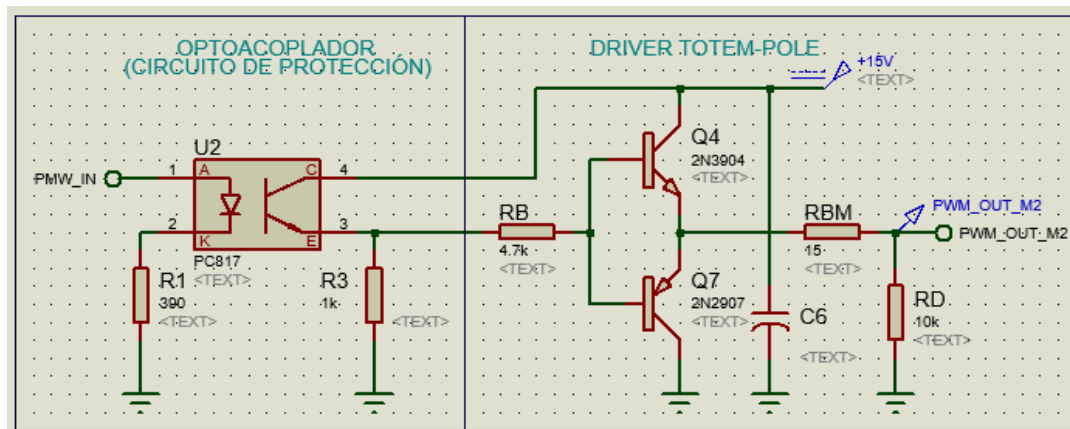 OPTOACOPLADOR
(CIRCUITO DE PROTECCIÓN)
DRIVER TOTEM-POLE
+15V
<TEXT>
U2
PMW_IN
1
A
C
4
2
K
E
3
PC817
<TEXT>
R1
390
<TEXT>
R3
1k
<TEXT>
RB
4.7k
<TEXT>
Q4
2N3904
<TEXT>
Q7
2N2907
<TEXT>
C6
<TEXT>
RBM
15
<TEXT>
PWM_OUT_M2
PWM_OUT_M2
RD
10k
<TEXT>